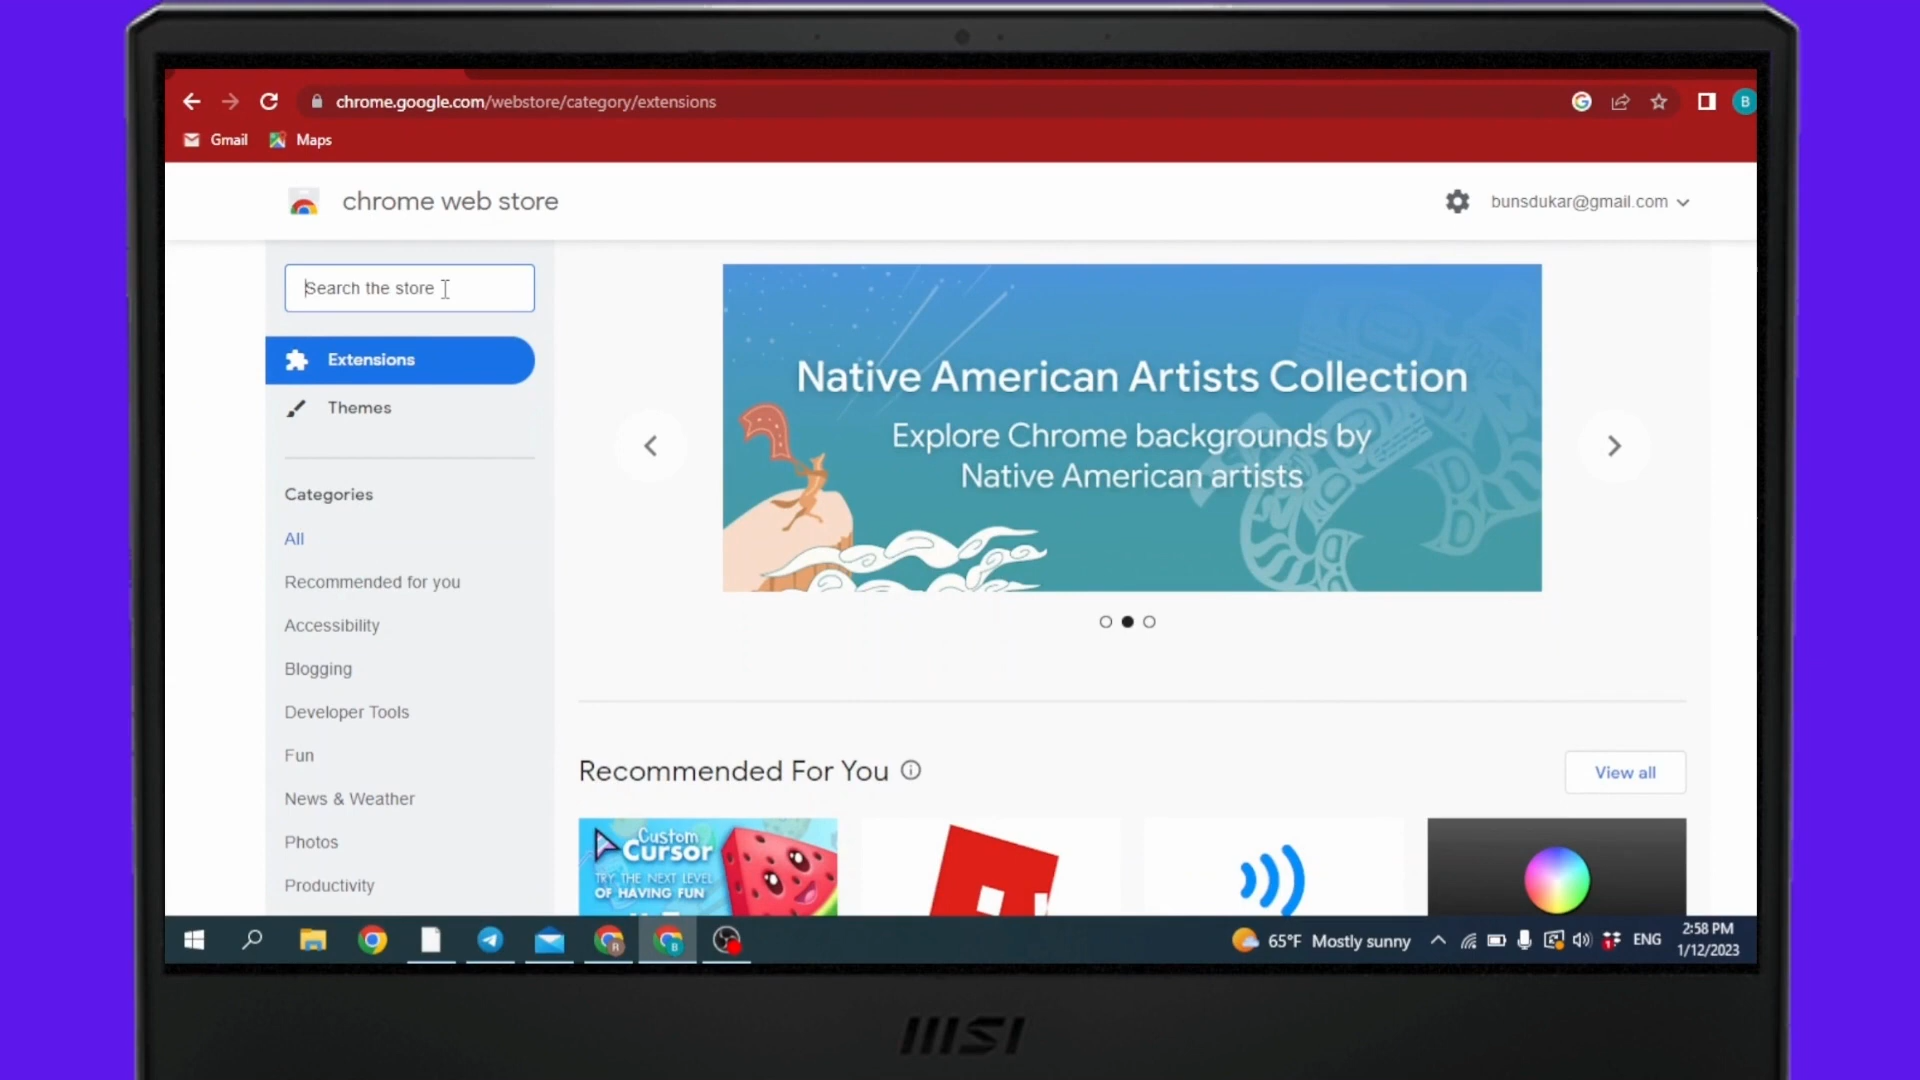 chrome.google.com/webstore/category/extensions
B
Gmail
Maps
chrome web store
bunsdukar@gmail.com
Search the store
Extensions
Themes
Categories
All
Recommended for you
Accessibility
Blogging
Developer Tools
Fun
News & Weather
Photos
Productivity
Native American Artists Collection
Explore Chrome backgrounds by
Native American artists
Recommended For You
View all
Custom
Cursor
TRY THE NEXT LEVEL
OF HAVING FUN
65°F Mostly sunny
ENG
2:58 PM
1/12/2023
msi